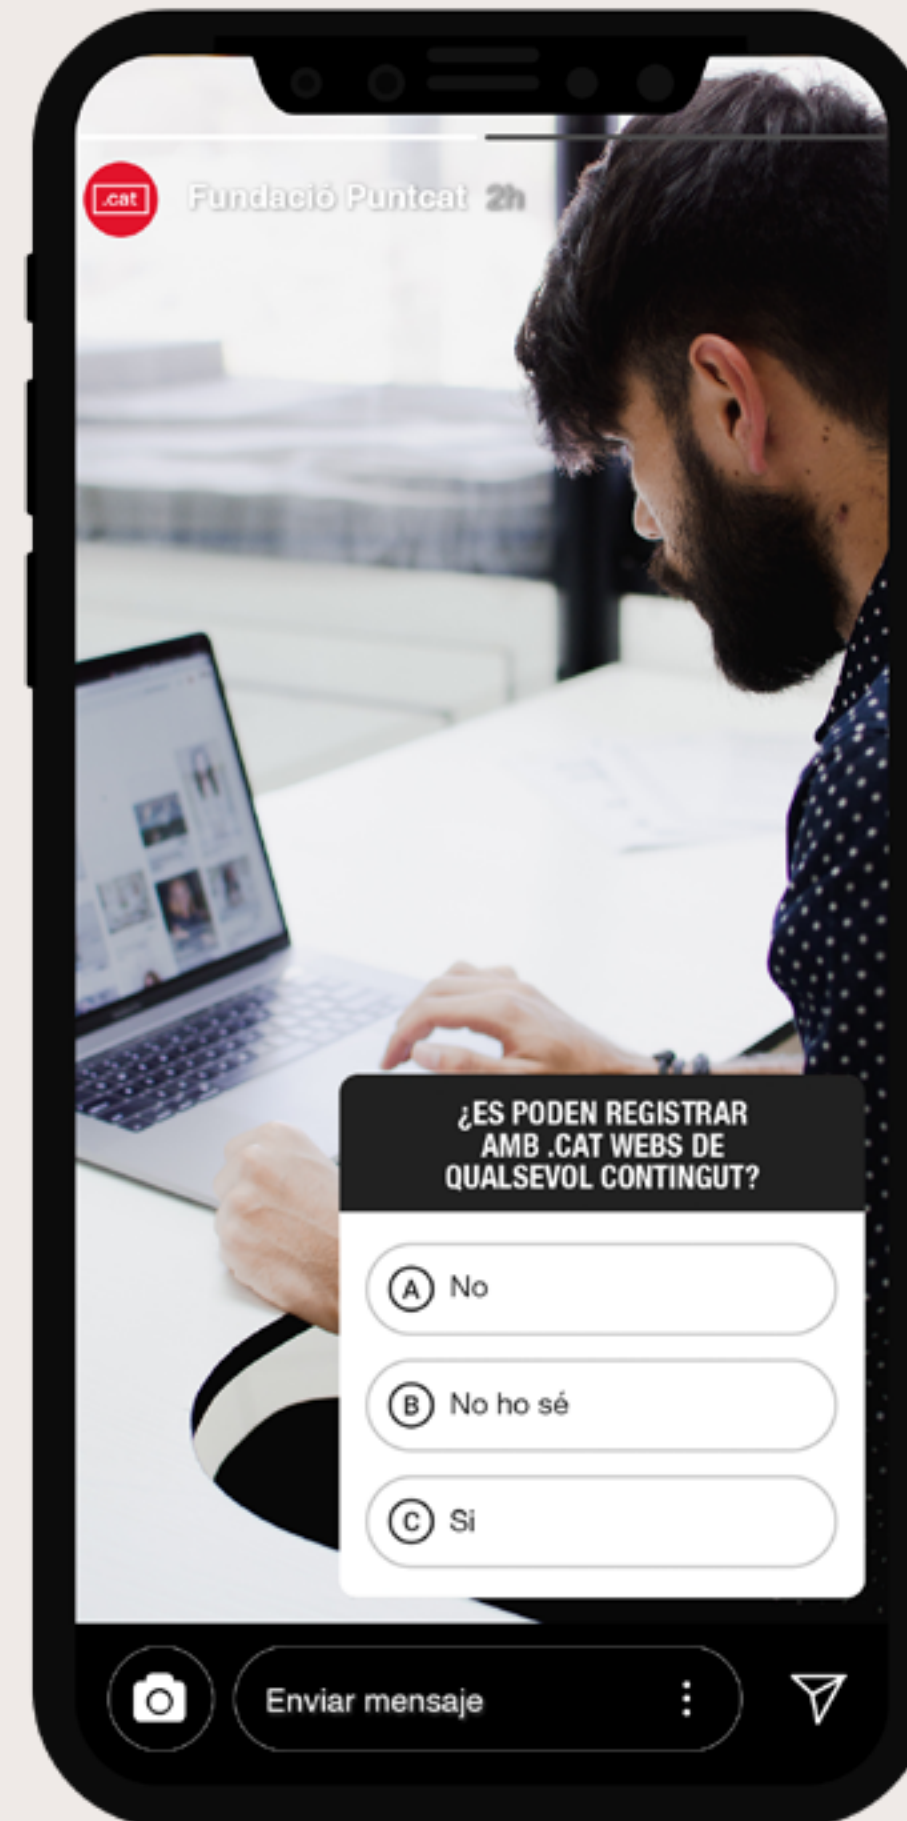 .cat
Fundació Puntcat 2h
¿ES PODEN REGISTRAR
AMB .CAT WEBS DE
QUALSEVOL CONTINGUT?
A No
B No ho sé
C Si
Enviar mensaje